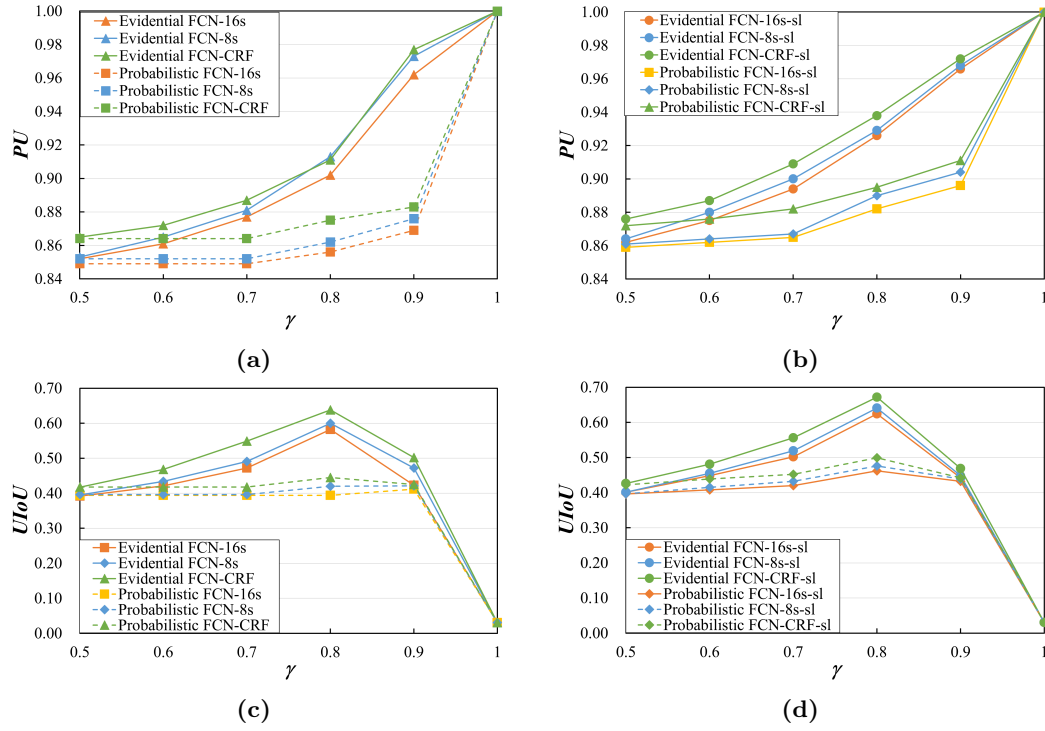 1.00
0.98
0.96
0.94
0.92
0.90
0.88
0.86
0.84
PU
Evidential FCN-16s
Evidential FCN-8s
Evidential FCN-CRF
Probabilistic FCN-16s
Probabilistic FCN-8s
Probabilistic FCN-CRF
0.5 0.6 0.7 0.8 0.9 1
γ
(a)
1.00
0.98
0.96
0.94
0.92
0.90
0.88
0.86
0.84
PU
Evidential FCN-16s-sl
Evidential FCN-8s-sl
Evidential FCN-CRF-sl
Probabilistic FCN-16s-sl
Probabilistic FCN-8s-sl
Probabilistic FCN-CRF-sl
0.5 0.6 0.7 0.8 0.9 1
γ
(b)
0.70
0.60
0.50
0.40
0.30
0.20
0.10
0.00
UIoU
Evidential FCN-16s
Evidential FCN-8s
Evidential FCN-CRF
Probabilistic FCN-16s
Probabilistic FCN-8s
Probabilistic FCN-CRF
0.5 0.6 0.7 0.8 0.9 1
γ
(c)
0.70
0.60
0.50
0.40
0.30
0.20
0.10
0.00
UIoU
Evidential FCN-16s-sl
Evidential FCN-8s-sl
Evidential FCN-CRF-sl
Probabilistic FCN-16s-sl
Probabilistic FCN-8s-sl
Probabilistic FCN-CRF-sl
0.5 0.6 0.7 0.8 0.9 1
γ
(d)